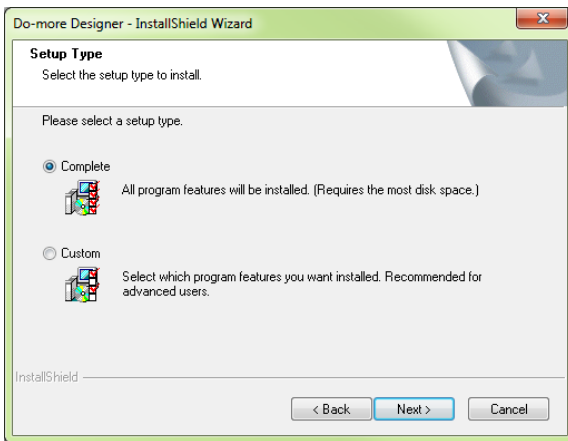 Do-more Designer - InstallShield Wizard
Setup Type
Select the setup type to install.
Please select a setup type.
Complete
All program features will be installed. (Requires the most disk space.)
Custom
Select which program features you want installed. Recommended for
advanced users.
InstallShield
< Back Next > Cancel